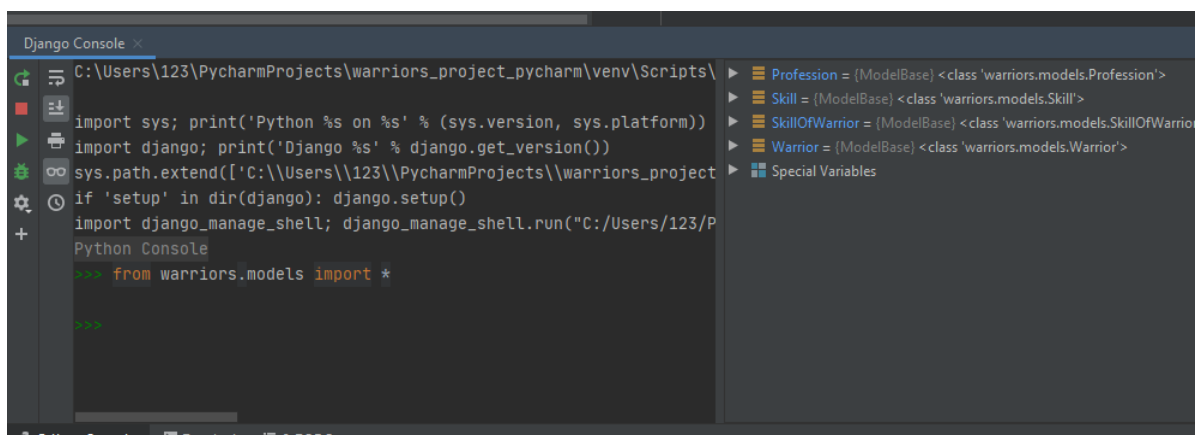 Django Console ×
C:\Users\123\PycharmProjects\warriors_project_pycharm\venv\Scripts\
import sys; print('Python %s on %s' % (sys.version, sys.platform))
import django; print('Django %s' % django.get_version())
sys.path.extend(['C:\\Users\\123\\PycharmProjects\\warriors_project
if 'setup' in dir(django): django.setup()
import django_manage_shell; django_manage_shell.run("C:/Users/123/P
Python Console
>>> from warriors.models import *
>>>
Profession = {ModelBase} <class 'warriors.models.Profession'>
Skill = {ModelBase} <class 'warriors.models.Skill'>
SkillOfWarrior = {ModelBase} <class 'warriors.models.SkillOfWarrior
Warrior = {ModelBase} <class 'warriors.models.Warrior'>
Special Variables